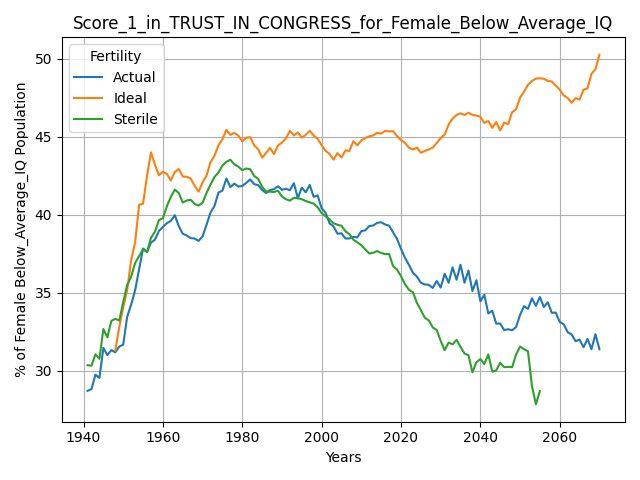 Score_1_in_TRUST_IN_CONGRESS_for_Female_Below_Average_IQ
Fertility
Actual
Ideal
Sterile
% of Female Below_Average_IQ Population
50
45
40
35
30
1940 1960 1980 2000 2020 2040 2060
Years